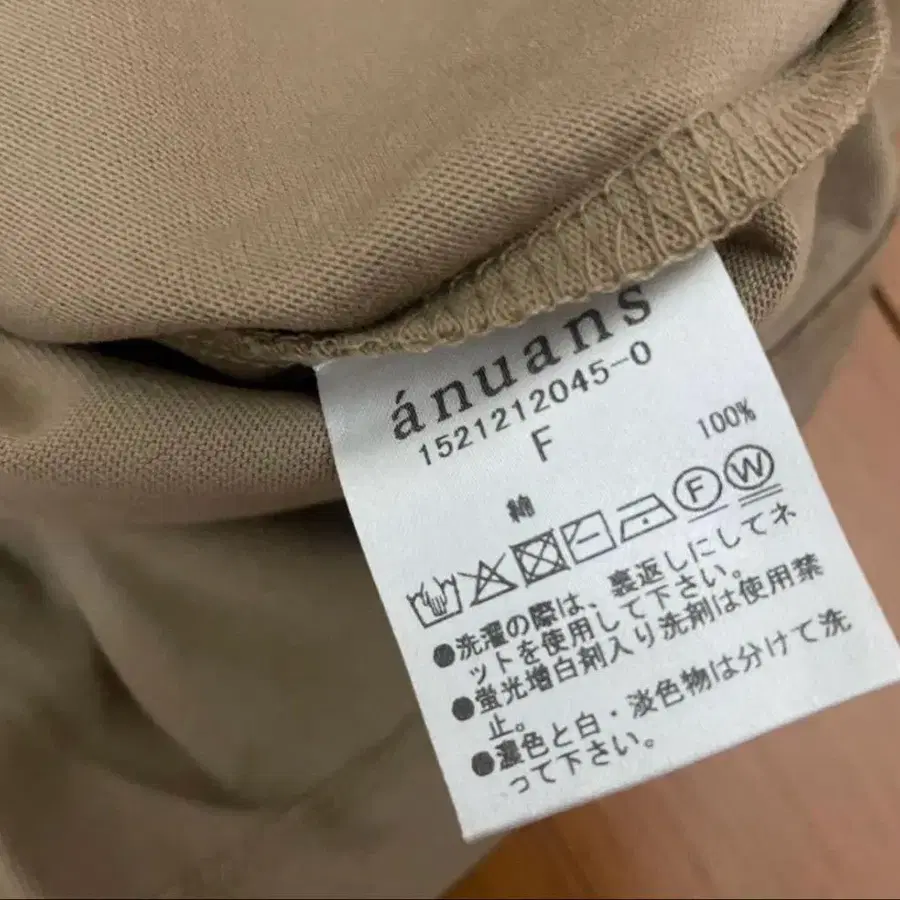 ánuans
1521212045-0
F
綿 100%
F W
●洗濯の際は、裏返しにしてネ
ットを使用して下さい。
●蛍光増白剤入り洗剤は使用禁
止。
●濃色と白・淡色物は分けて洗
って下さい。